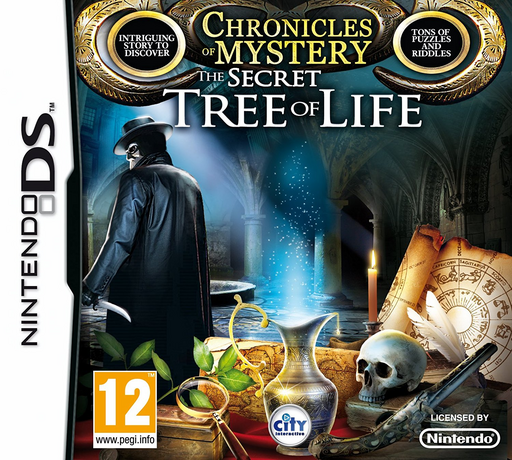 INTRIGUING
STORY TO
DISCOVER
CHRONICLES
OF MYSTERY
TONS OF
PUZZLES
AND
RIDDLES
THE SECRET
TREE OF LIFE
NINTENDO DS™
12
™
www.pegi.info
CITY
interactive
LICENSED BY
Nintendo®